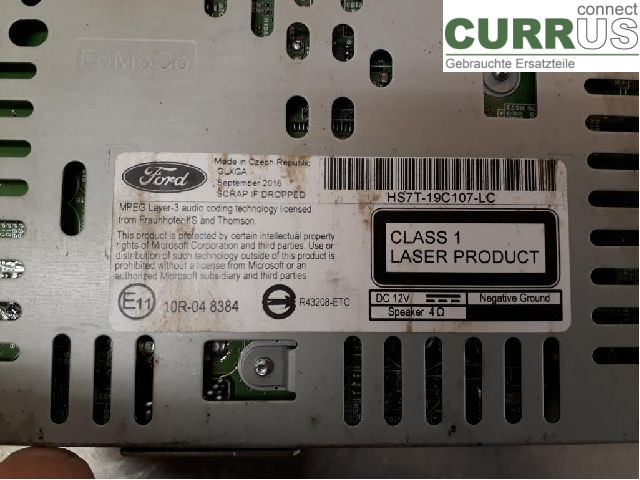 connect
CURRUS
Gebrauchte Ersatzteile
FoMoCo
Ford
Made in Czech Republic
GLXGA
September 2016
SCRAP IF DROPPED
HS7T-19C107-LC
MPEG Layer-3 audio coding technology licensed
from Fraunhofer KS and Thomson
This product is protected by certain intellectual property
rights of Microsoft Corporation and third parties. Use or
distribution of such technology outside of this product is
prohibited without a license from Microsoft or an
authorized Microsoft subsidiary and third parties
CLASS 1
LASER PRODUCT
E11
10R-04 8384
R43208-ETC
DC 12V
Negative Ground
Speaker 4Ω